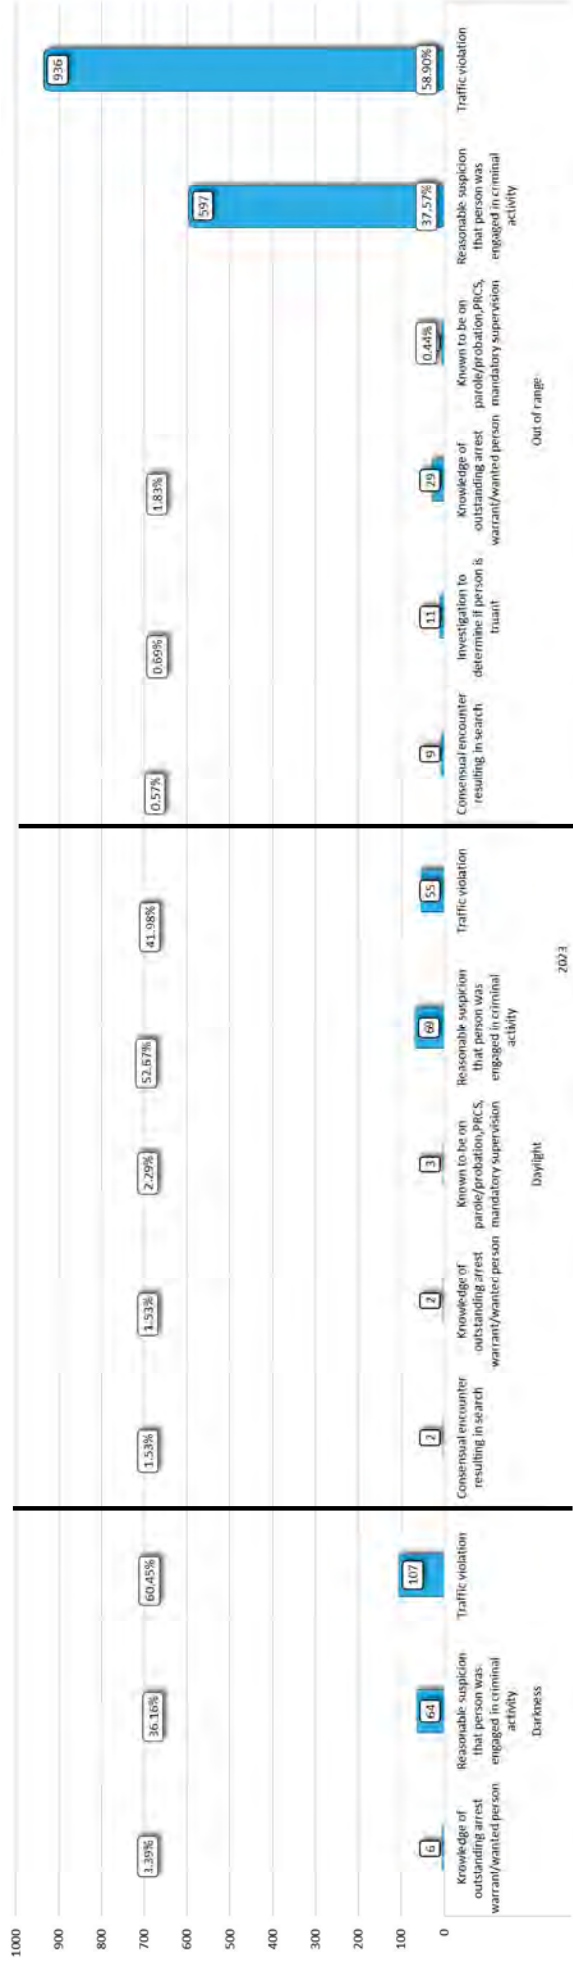 1000
900
800
700
600
500
400
300
200
100
0
3.39%
36.16%
60.45%
1.53%
1.53%
2.29%
52.67%
41.98%
0.57%
0.69%
1.83%
6
64
107
2
2
3
69
55
9
11
29
0.44%
597
37.57%
936
58.90%
Knowledge of
outstanding arrest
warrant/wanted person
Reasonable suspicion
that person was
engaged in criminal
activity
Traffic violation
Darkness
Consensual encounter
resulting in search
Knowledge of
outstanding arrest
warrant/wanted person
Known to be on
parole/probation,PRCS,
mandatory supervision
Reasonable suspicion
that person was
engaged in criminal
activity
Traffic violation
Daylight
Consensual encounter
resulting in search
Investigation to
determine if person is
truant
Knowledge of
outstanding arrest
warrant/wanted person
Known to be on
parole/probation,PRCS,
mandatory supervision
Reasonable suspicion
that person was
engaged in criminal
activity
Traffic violation
Out of range
2023